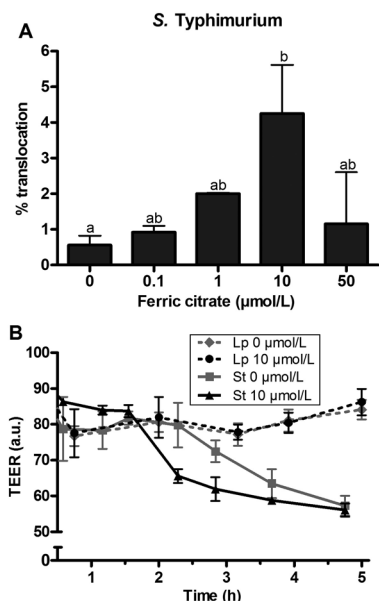 S. Typhimurium
A
% translocation
6
5
4
3
2
1
0
a
ab
ab
b
ab
0 0.1 1 10 50
Ferric citrate (µmol/L)
B
Lp 0 µmol/L
Lp 10 µmol/L
St 0 µmol/L
St 10 µmol/L
TEER (a.u.)
100
90
80
70
60
50
0
1 2 3 4 5
Time (h)